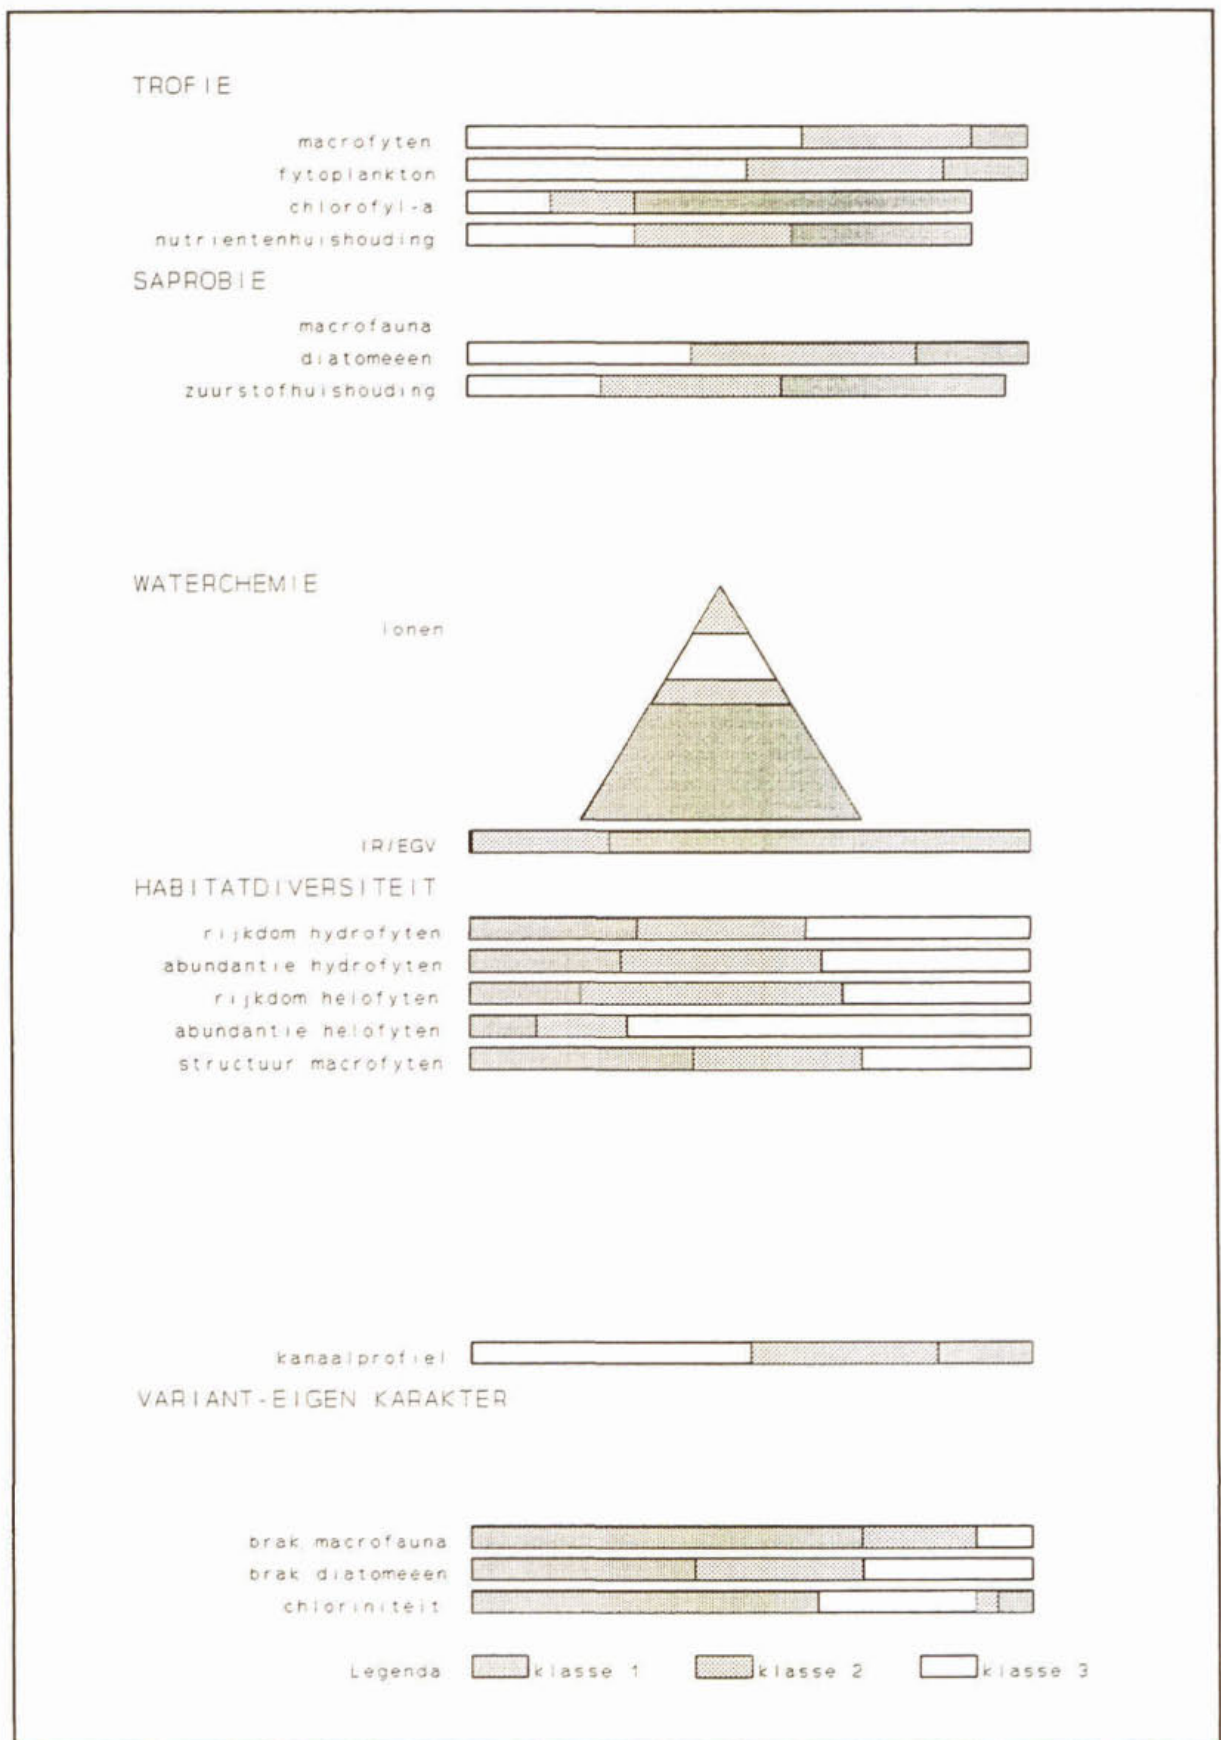 TROFIE
macrofyten
fytoplankton
chlorofyl-a
nutrientenhuishouding
SAPROBIE
macrofauna
diatomeeen
zuurstofhuishouding
WATERCHEMIE
ionen
IR/EGV
HABITATDIVERSITEIT
rijkdom hydrofyten
abundantie hydrofyten
rijkdom helofyten
abundantie helofyten
structuur macrofyten
kanaalprofiel
VARIANT-EIGEN KARAKTER
brak macrofauna
brak diatomeeen
chloriniteit
Legenda klasse 1 klasse 2 klasse 3